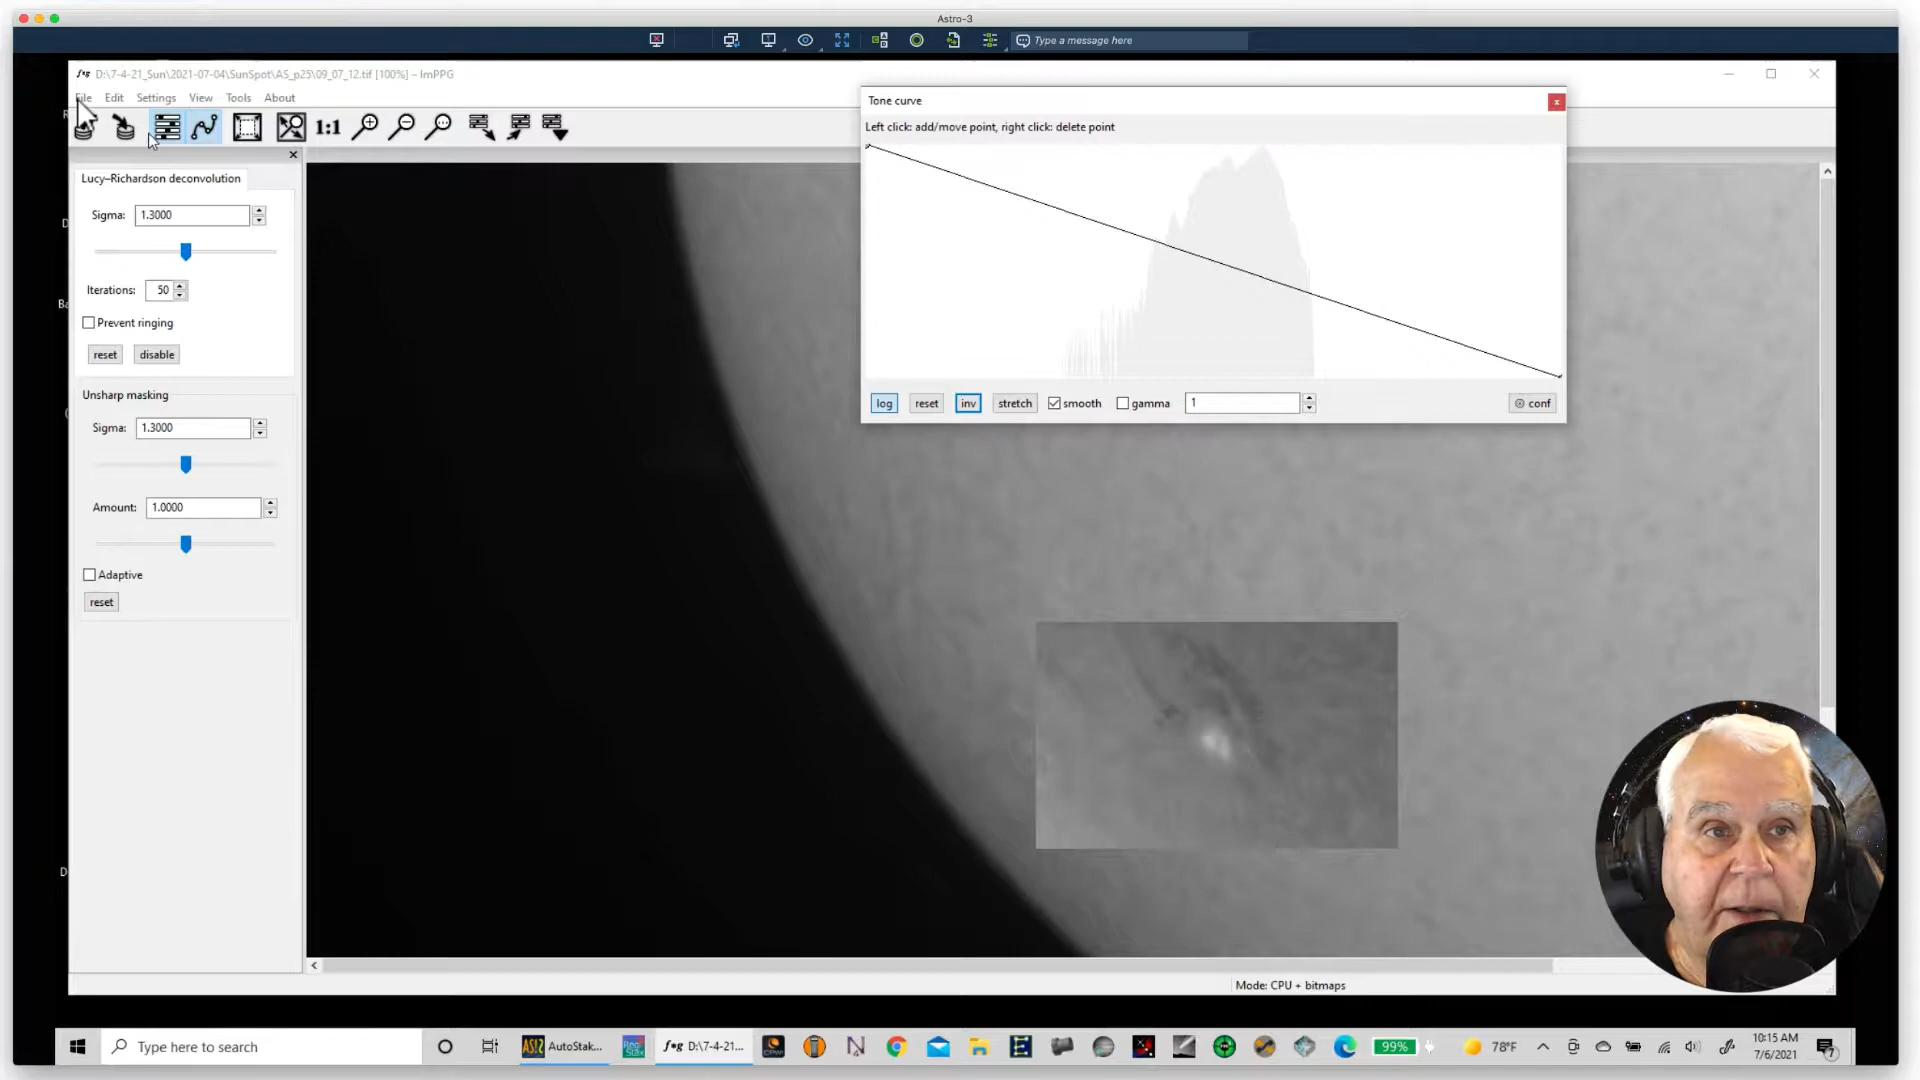 Astro-3
Type a message here
D:\7-4-21_Sun\2021-07-04\SunSpot\AS_p25\09_07_12.tif [100%] – ImPPG
File Edit Settings View Tools About
1:1
Tone curve
Left click: add/move point, right click: delete point
log reset inv stretch smooth gamma 1 conf
Lucy–Richardson deconvolution
Sigma: 1.3000
Iterations: 50
Prevent ringing
reset disable
Unsharp masking
Sigma: 1.3000
Amount: 1.0000
Adaptive
reset
Mode: CPU + bitmaps
Type here to search
AS!2 AutoStak...
D:\7-4-21...
99%
78°F
10:15 AM
7/6/2021